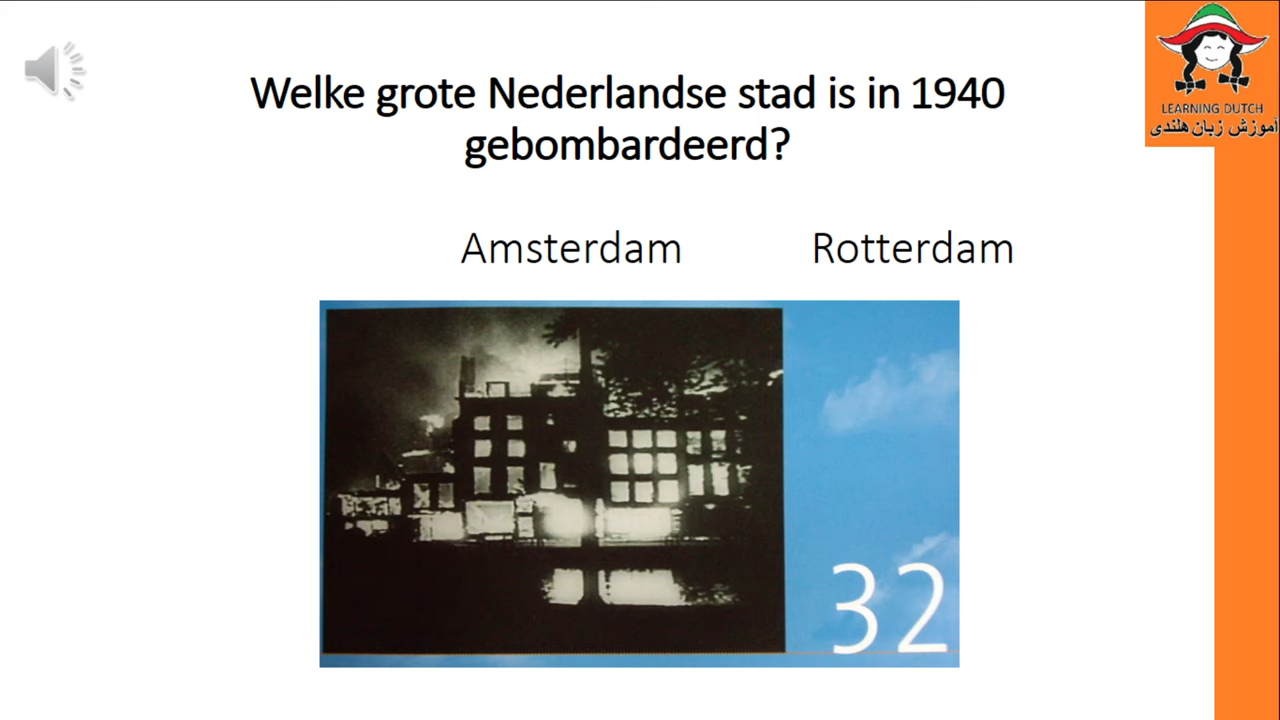 Welke grote Nederlandse stad is in 1940
gebombardeerd?
LEARNING DUTCH
آموزش زبان هلندی
Amsterdam Rotterdam
32